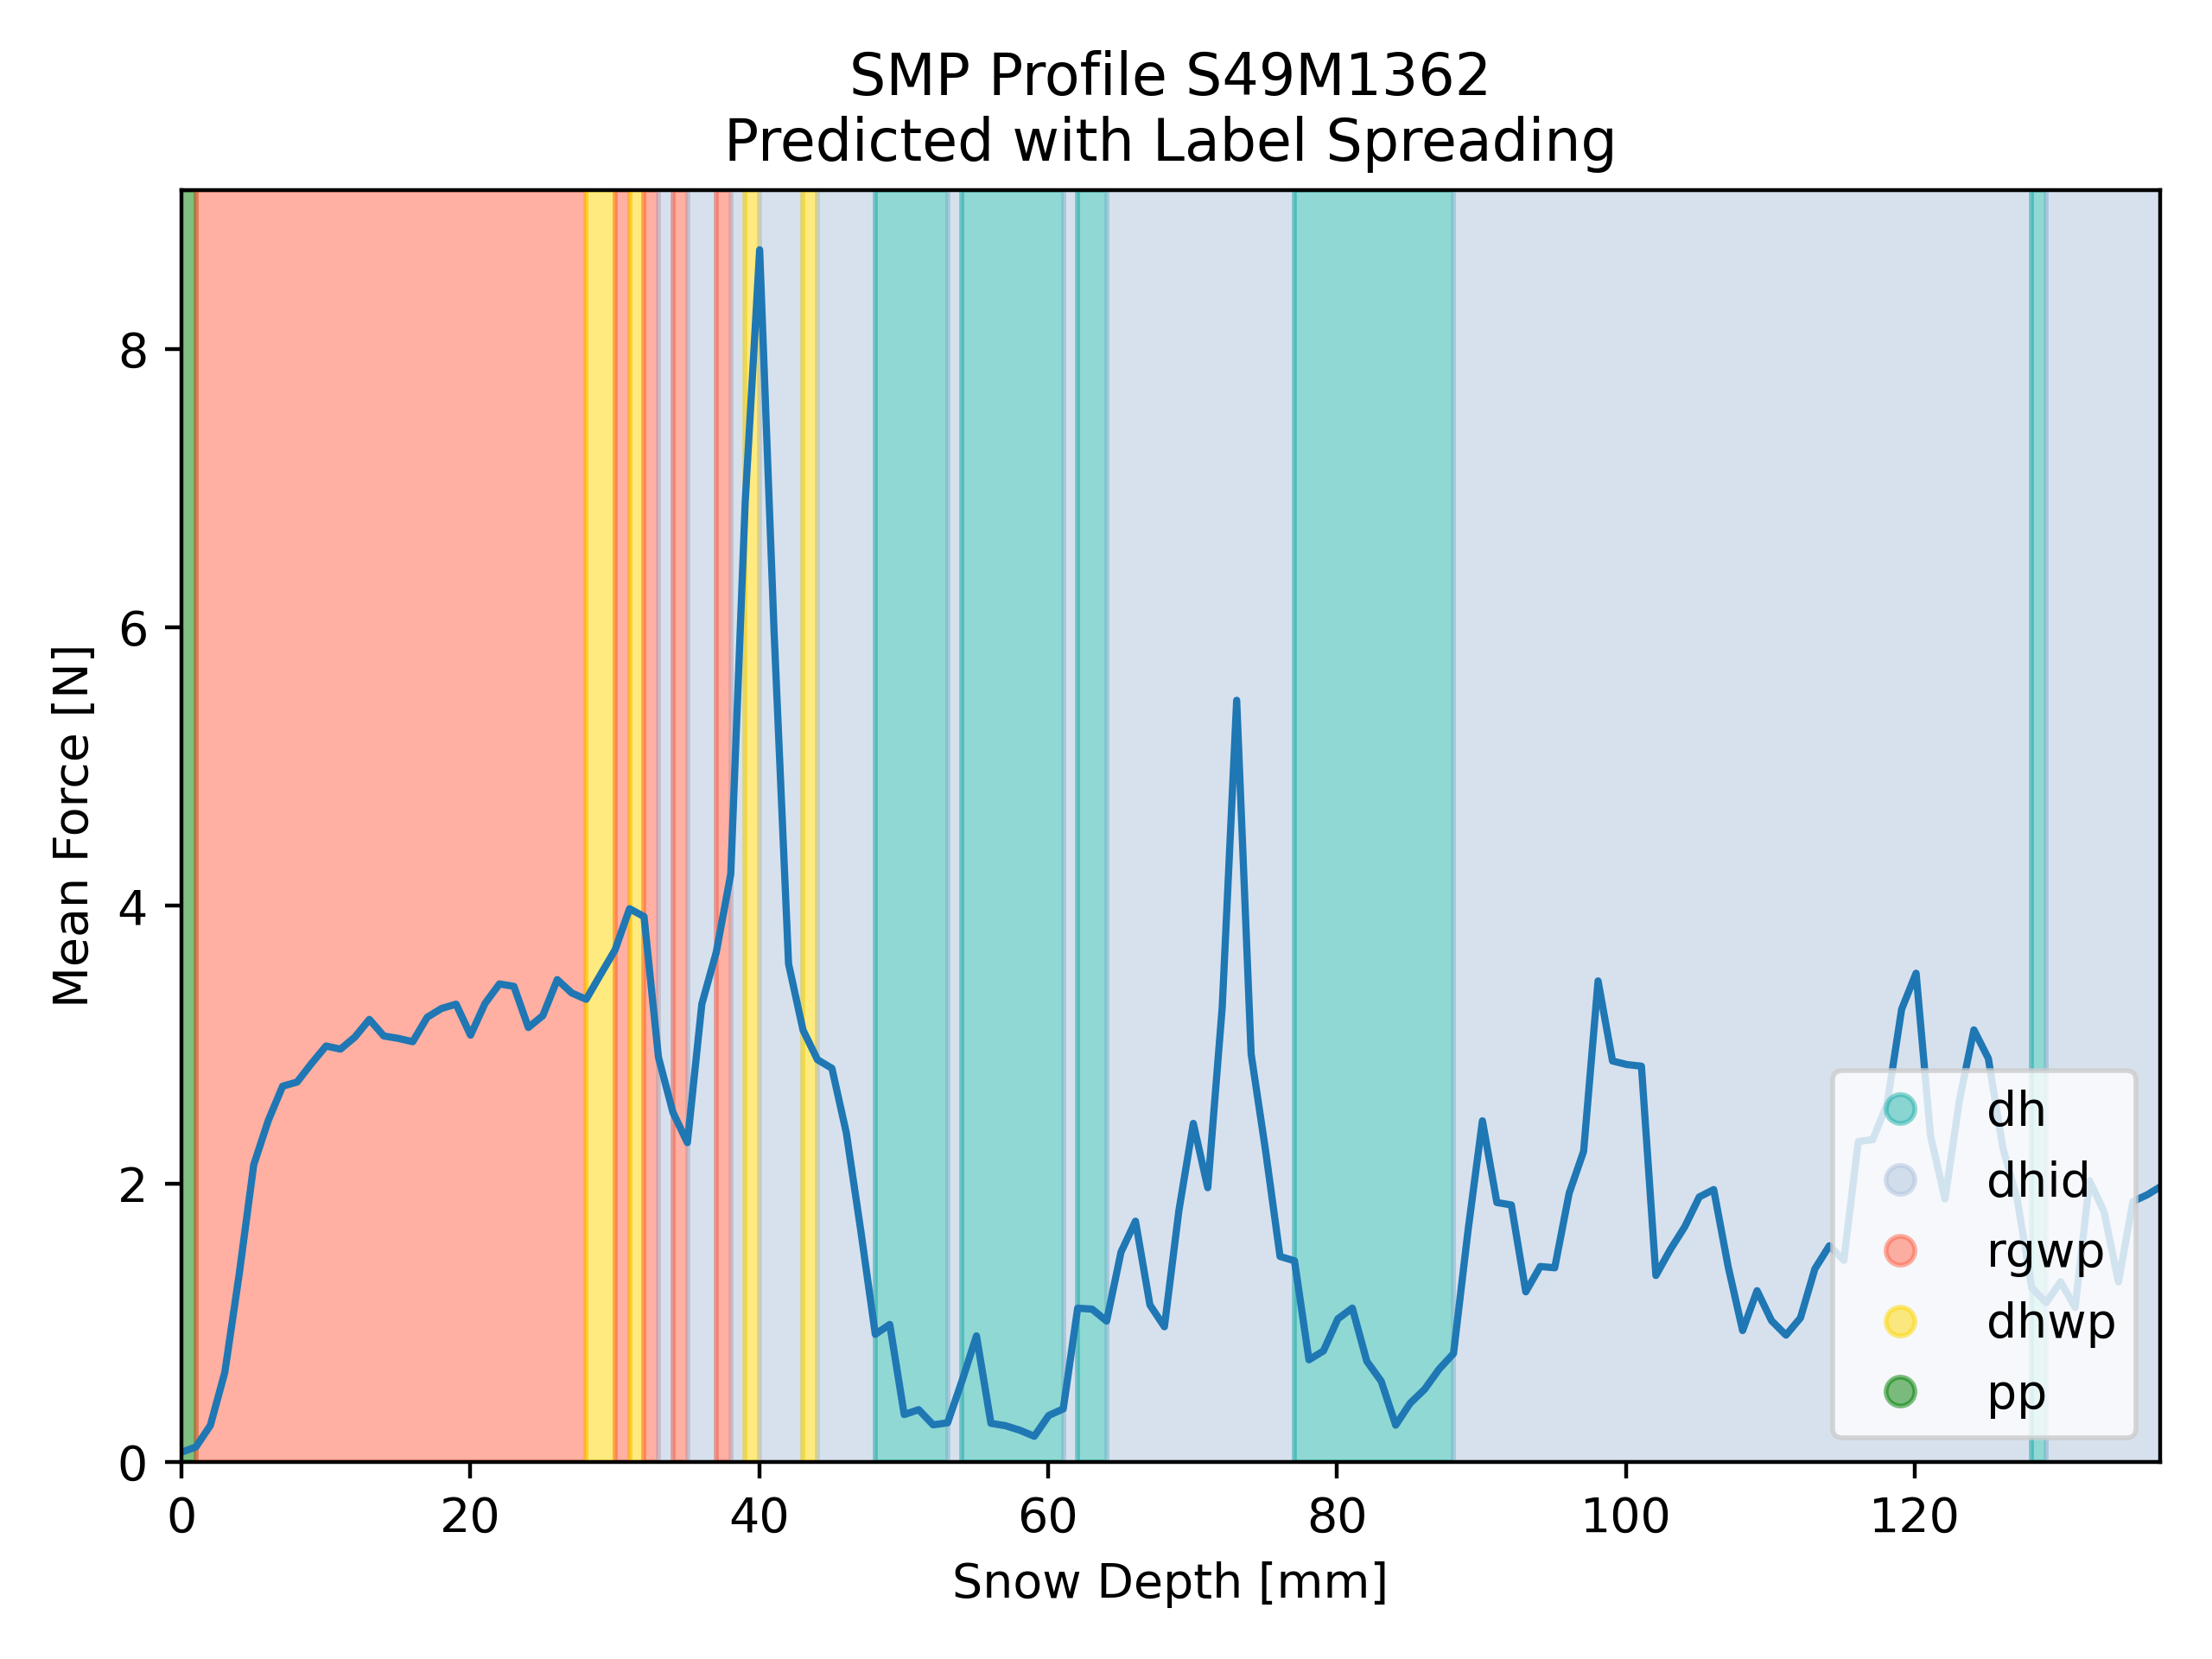 SMP Profile S49M1362
Predicted with Label Spreading
Mean Force [N]
8
6
4
2
0
0 20 40 60 80 100 120
Snow Depth [mm]
dh
dhid
rgwp
dhwp
pp